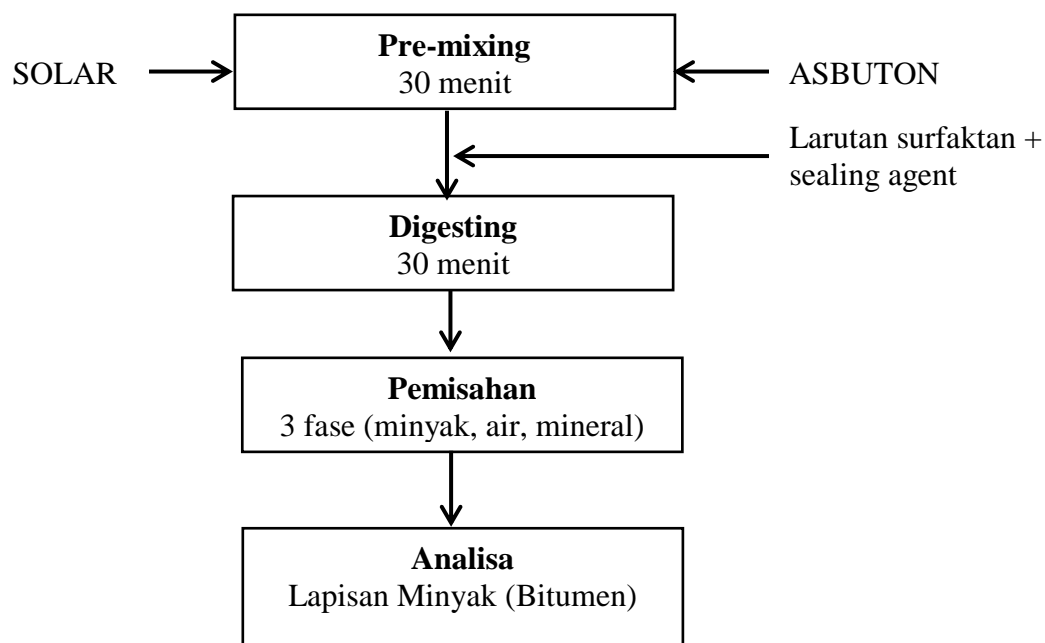 Pre-mixing
30 menit
SOLAR
ASBUTON
Larutan surfaktan +
sealing agent
Digesting
30 menit
Pemisahan
3 fase (minyak, air, mineral)
Analisa
Lapisan Minyak (Bitumen)